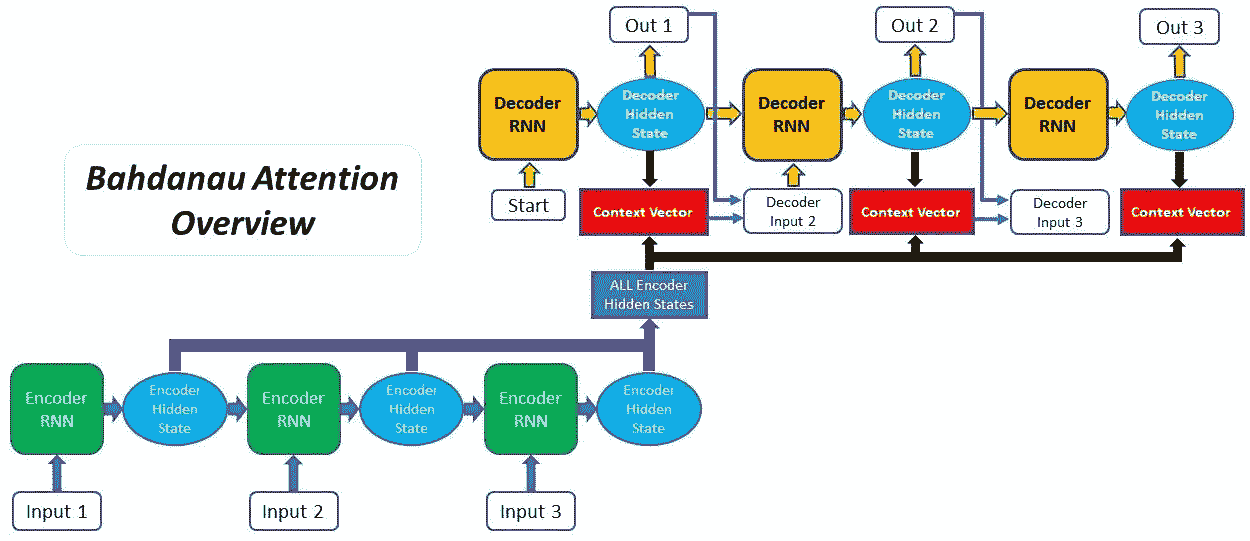 Out 1
Out 2
Out 3
Decoder
RNN
Decoder
Hidden
State
Decoder
RNN
Decoder
Hidden
State
Decoder
RNN
Decoder
Hidden
State
Bahdanau Attention
Overview
Start
Context Vector
Decoder
Input 2
Context Vector
Decoder
Input 3
Context Vector
ALL Encoder
Hidden States
Encoder
RNN
Encoder
Hidden
State
Encoder
RNN
Encoder
Hidden
State
Encoder
RNN
Encoder
Hidden
State
Input 1
Input 2
Input 3